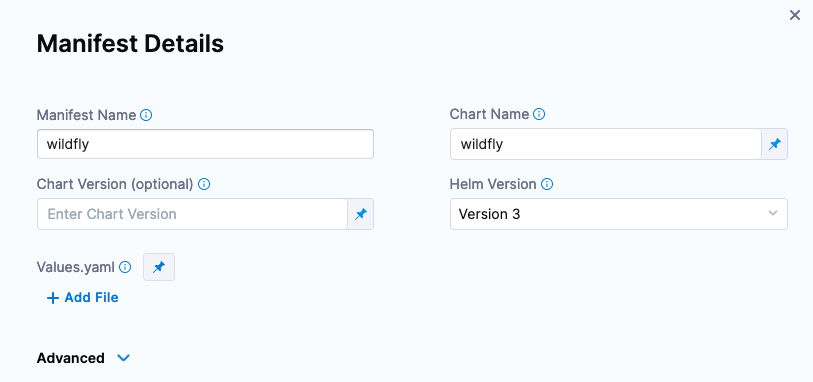 Manifest Details
Manifest Name
Chart Name
wildfly
wildfly
Chart Version (optional)
Helm Version
Enter Chart Version
Version 3
Values.yaml
+ Add File
Advanced